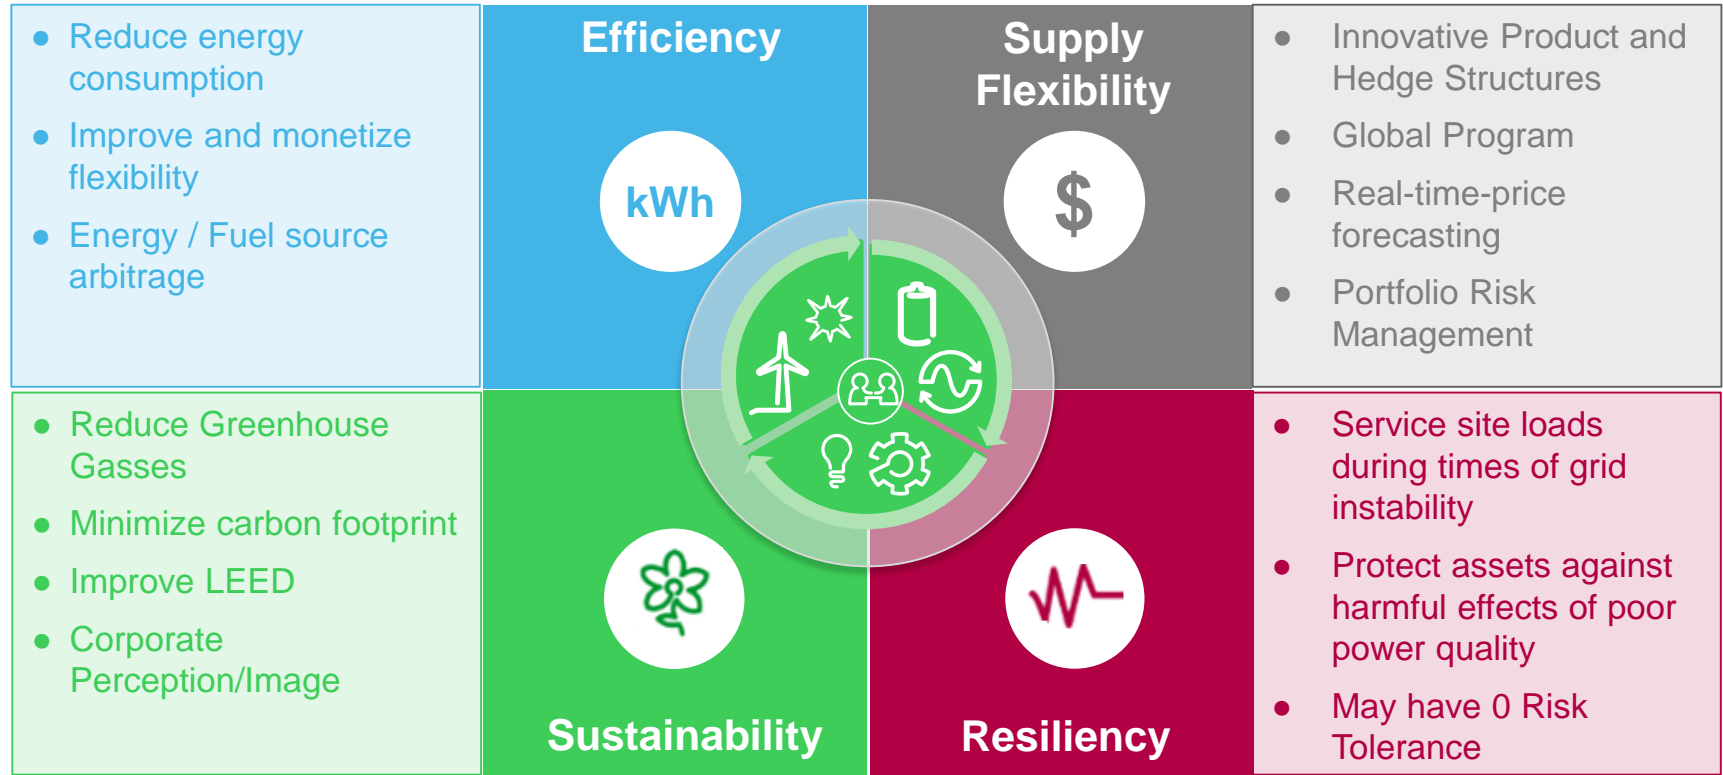 ● Reduce energy
consumption
● Improve and monetize
flexibility
● Energy / Fuel source
arbitrage
Efficiency
kWh
Supply
Flexibility
$
● Innovative Product and
Hedge Structures
● Global Program
● Real-time-price
forecasting
● Portfolio Risk
Management
● Reduce Greenhouse
Gasses
● Minimize carbon footprint
● Improve LEED
● Corporate
Perception/Image
Sustainability
Resiliency
● Service site loads
during times of grid
instability
● Protect assets against
harmful effects of poor
power quality
● May have 0 Risk
Tolerance